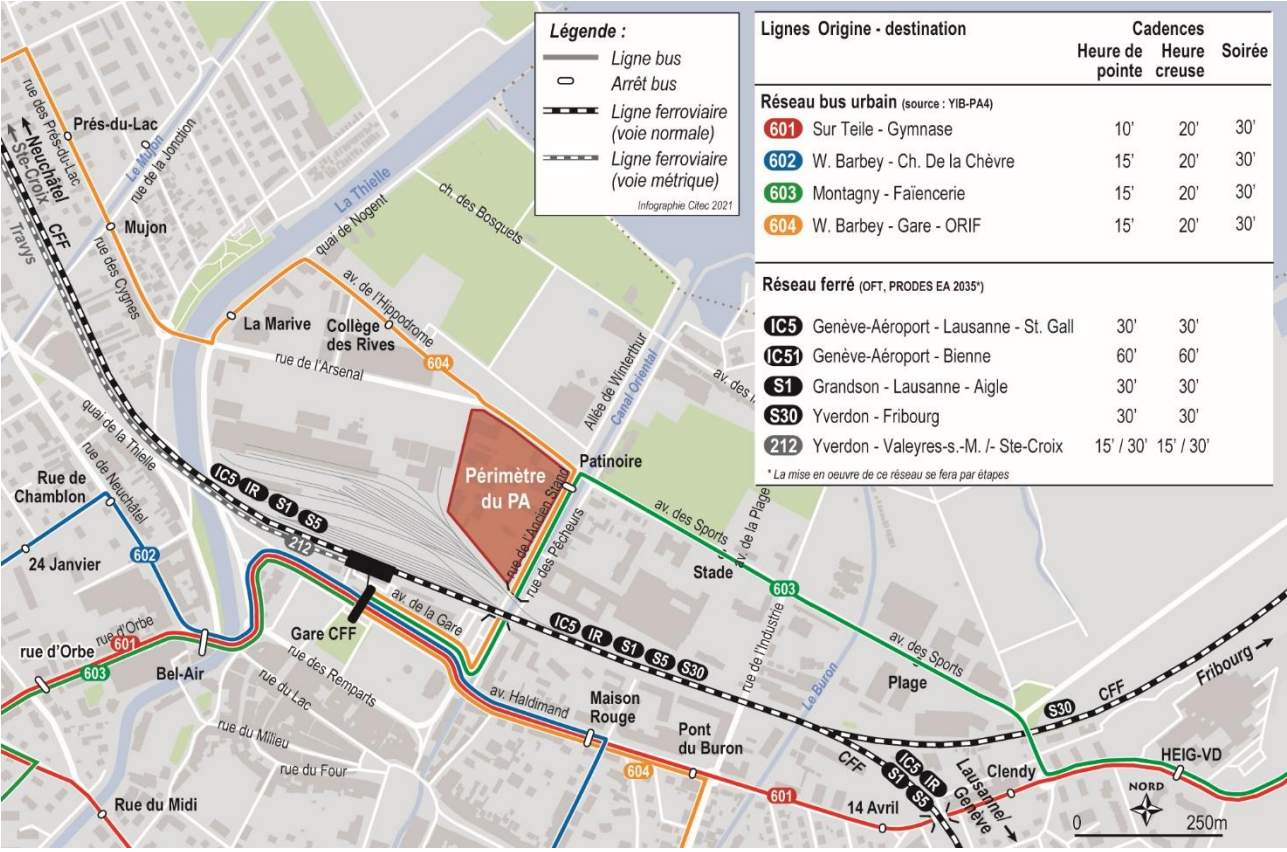 Légende :
Ligne bus
Arrêt bus
Ligne ferroviaire
(voie normale)
Ligne ferroviaire
(voie métrique)
Infographie Citec 2021
Lignes Origine - destination
Cadences
Heure de pointe
Heure creuse
Soirée
Réseau bus urbain (source : YIB-PA4)
601 Sur Teile - Gymnase 10' 20' 30'
602 W. Barbey - Ch. De la Chèvre 15' 20' 30'
603 Montagny - Faïencerie 15' 20' 30'
604 W. Barbey - Gare - ORIF 15' 20' 30'
Réseau ferré (OFT, PRODES EA 2035*)
IC5 Genève-Aéroport - Lausanne - St. Gall 30' 30'
IC51 Genève-Aéroport - Bienne 60' 60'
S1 Grandson - Lausanne - Aigle 30' 30'
S30 Yverdon - Fribourg 30' 30'
212 Yverdon - Valeyres-s.-M. /- Ste-Croix 15' / 30' 15' / 30'
* La mise en oeuvre de ce réseau se fera par étapes
rue des Prés-du-Lac
Prés-du-Lac
Le Mujon
rue de la Jonction
Neuchâtel
Ste-Croix
CFF
Travys
Mujon
rue des Cygnes
La Thielle
quai de Nogent
ch. des Bosquets
La Marive
av. de l'Hippodrome
Collège
des Rives
604
rue de l'Arsenal
Allée de Winterthur
Canal Oriental
av. des
quai de la Thielle
rue de Neuchâtel
Rue de
Chamblon
24 Janvier
602
IC5 IR S1 S5
212
Périmètre
du PA
Patinoire
rue de l'Ancien Stand
rue des Pêcheurs
av. des Sports
av. de la Plage
Stade
603
rue d'Orbe
601
rue d'Orbe
603
Bel-Air
Gare CFF
av. de la Gare
IC5 IR S1 S5 S30
rue de l'Industrie
av. des Sports
Plage
Le Buron
rue des Remparts
rue du Lac
rue du Milieu
rue du Four
av. Haldimand
Maison
Rouge
604
Pont
du Buron
601
S30
CFF
Fribourg
CFF
IC5 IR
S1 S5
Lausanne/
Genève
Clendy
HEIG-VD
14 Avril
Rue du Midi
NORD
0 250m